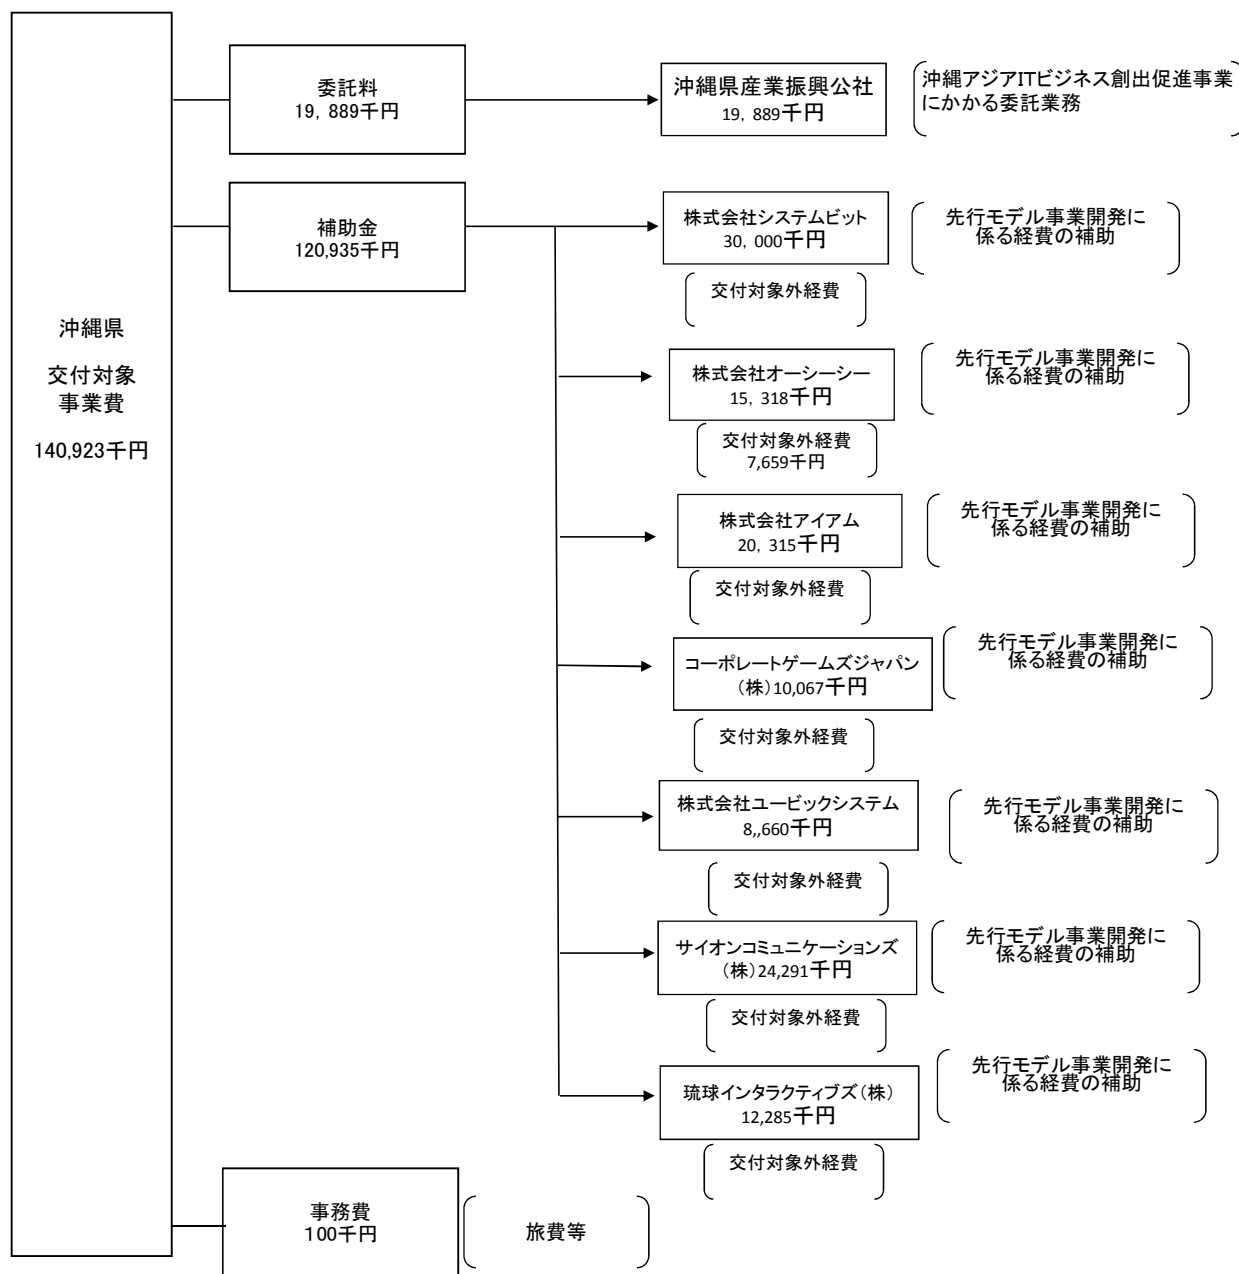 沖縄県
交付対象
事業費
140,923千円
委託料
19，889千円
沖縄県産業振興公社
19，889千円
沖縄アジアITビジネス創出促進事業
にかかる委託業務
補助金
120,935千円
株式会社システムビット
30，000千円
先行モデル事業開発に
係る経費の補助
交付対象外経費
株式会社オーシーシー
15，318千円
先行モデル事業開発に
係る経費の補助
交付対象外経費
7,659千円
株式会社アイアム
20，315千円
先行モデル事業開発に
係る経費の補助
交付対象外経費
コーポレートゲームズジャパン
（株）10,067千円
先行モデル事業開発に
係る経費の補助
交付対象外経費
株式会社ユービックシステム
8,,660千円
先行モデル事業開発に
係る経費の補助
交付対象外経費
サイオンコミュニケーションズ
（株）24,291千円
先行モデル事業開発に
係る経費の補助
交付対象外経費
琉球インタラクティブズ（株）
12,285千円
先行モデル事業開発に
係る経費の補助
交付対象外経費
事務費
100千円
旅費等